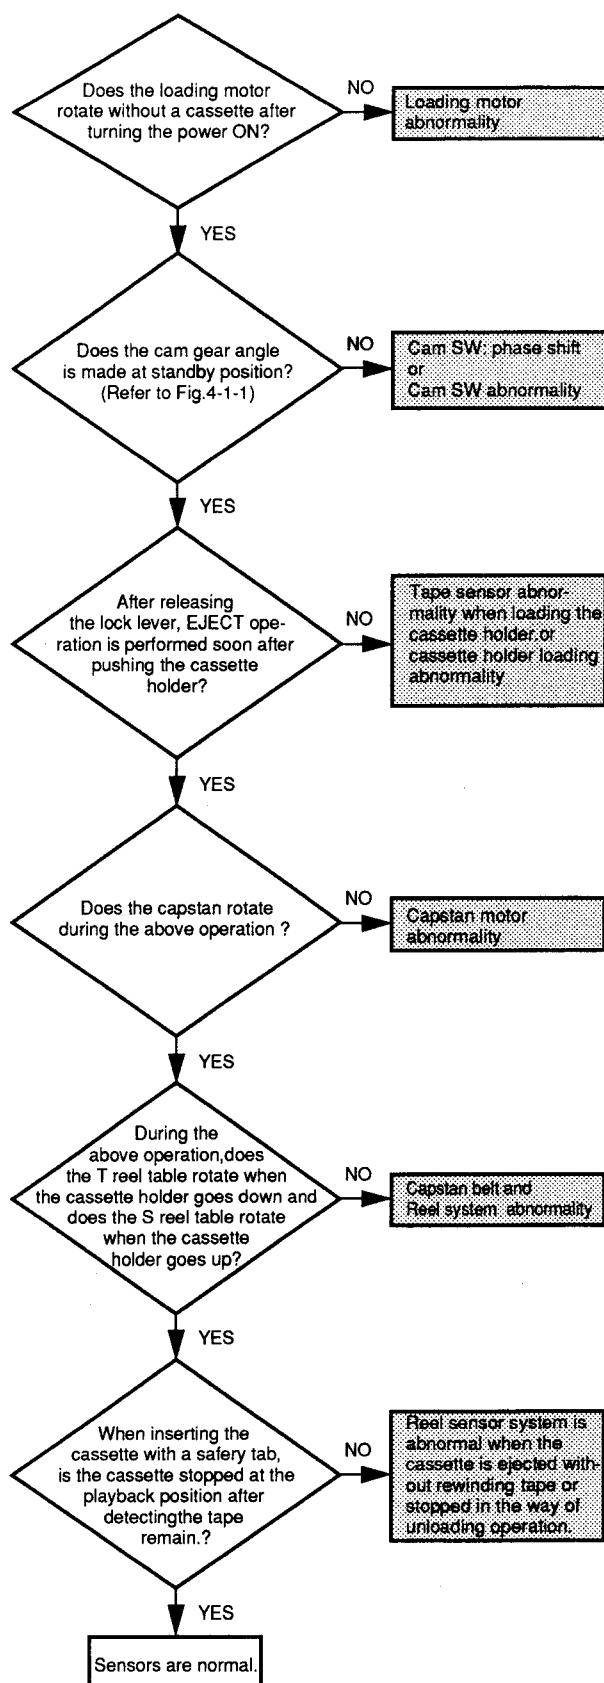 Does the loading motor
rotate without a cassette after
turning the power ON?
NO
Loading motor
abnormality
YES
Does the cam gear angle
is made at standby position?
(Refer to Fig.4-1-1)
NO
Cam SW: phase shift
or
Cam SW abnormality
YES
After releasing
the lock lever, EJECT ope-
ration is performed soon after
pushing the cassette
holder?
NO
Tape sensor abnor-
mality when loading the
cassette holder or
cassette holder loading
abnormality
YES
Does the capstan rotate
during the above operation ?
NO
Capstan motor
abnormality
YES
During the
above operation,does
the T reel table rotate when
the cassette holder goes down and
does the S reel table rotate
when the cassette
holder goes up?
NO
Capstan belt and
Reel system abnormality
YES
When inserting the
cassette with a safery tab,
is the cassette stopped at the
playback position after
detectingthe tape
remain.?
NO
Reel sensor system is
abnormal when the
cassette is ejected with-
out rewinding tape or
stopped in the way of
unloading operation.
YES
Sensors are normal.